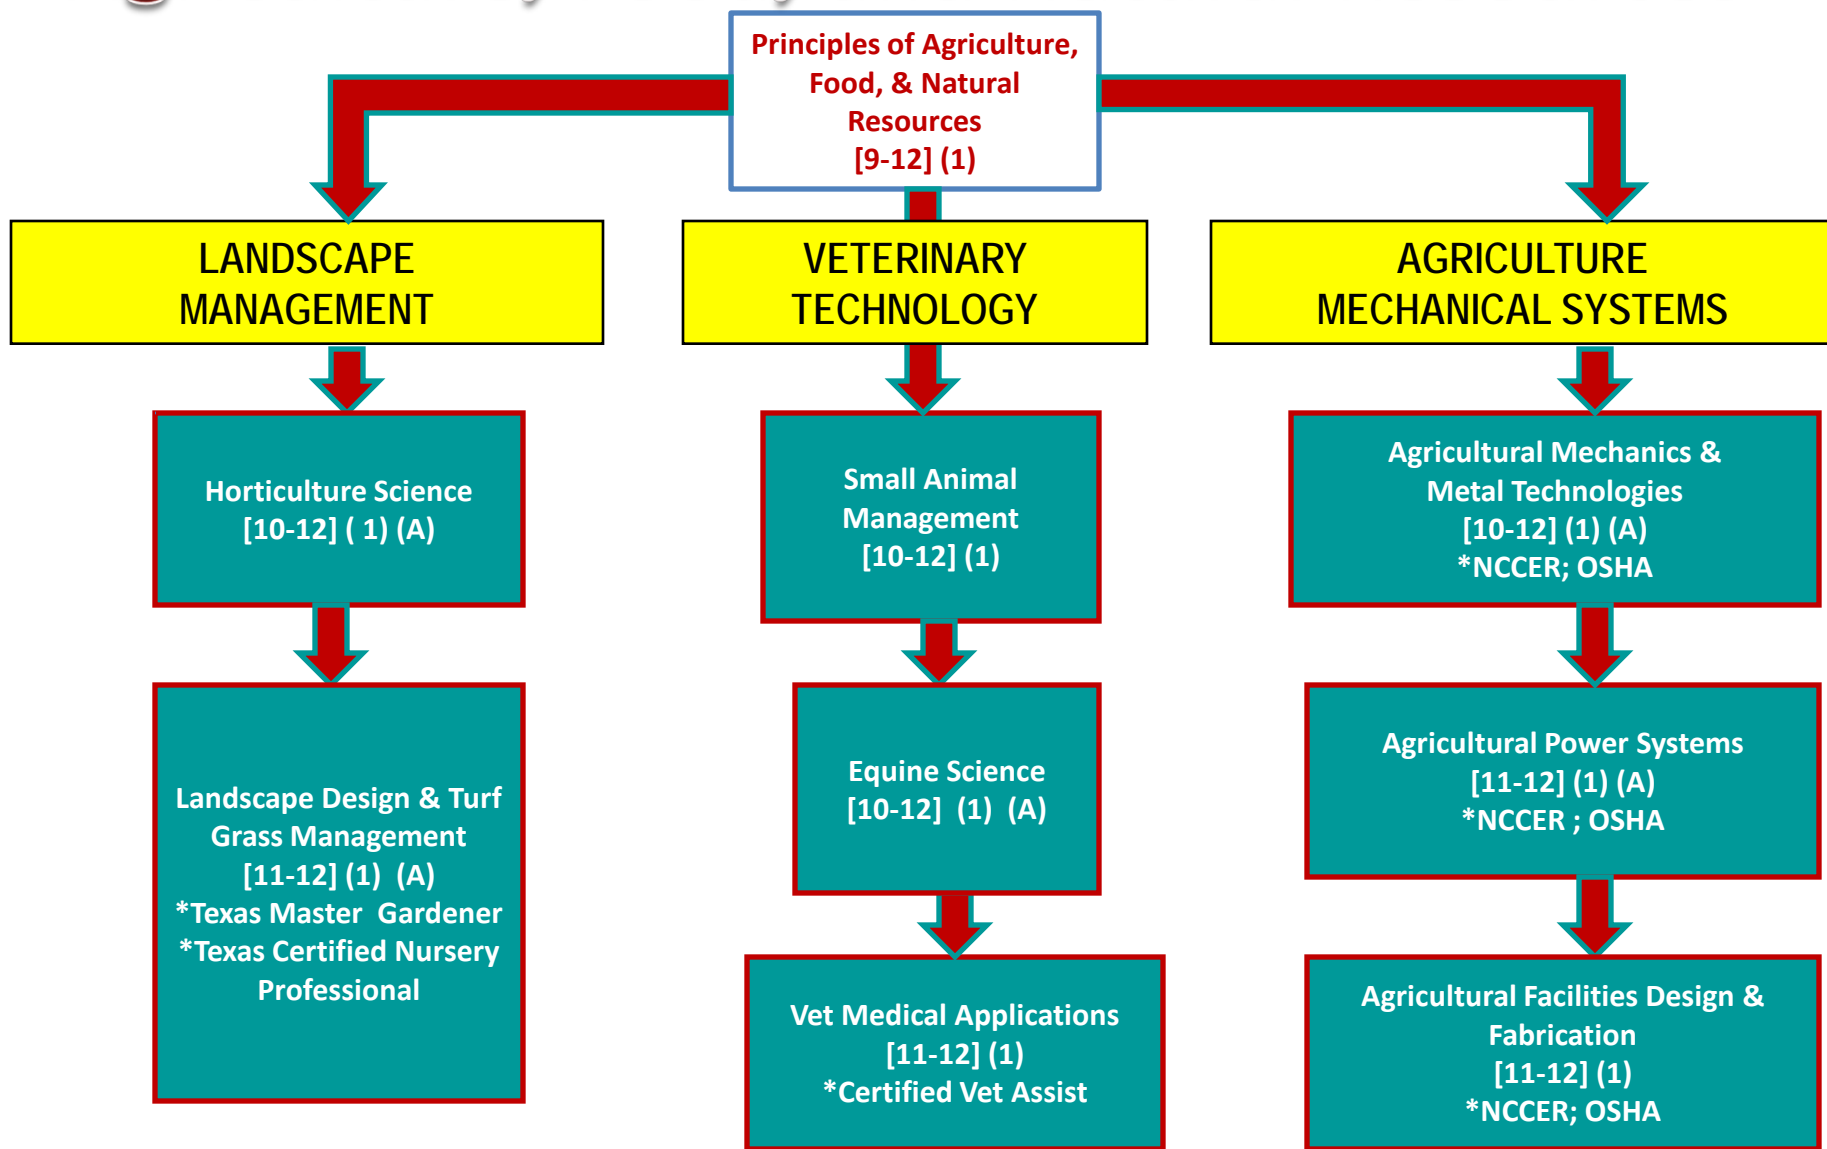 Principles of Agriculture,
Food, & Natural
Resources
[9-12] (1)
LANDSCAPE
MANAGEMENT
VETERINARY
TECHNOLOGY
AGRICULTURE
MECHANICAL SYSTEMS
Horticulture Science
[10-12] ( 1) (A)
Small Animal
Management
[10-12] (1)
Agricultural Mechanics &
Metal Technologies
[10-12] (1) (A)
*NCCER; OSHA
Landscape Design & Turf
Grass Management
[11-12] (1) (A)
*Texas Master Gardener
*Texas Certified Nursery
Professional
Equine Science
[10-12] (1) (A)
Agricultural Power Systems
[11-12] (1) (A)
*NCCER ; OSHA
Vet Medical Applications
[11-12] (1)
*Certified Vet Assist
Agricultural Facilities Design &
Fabrication
[11-12] (1)
*NCCER; OSHA